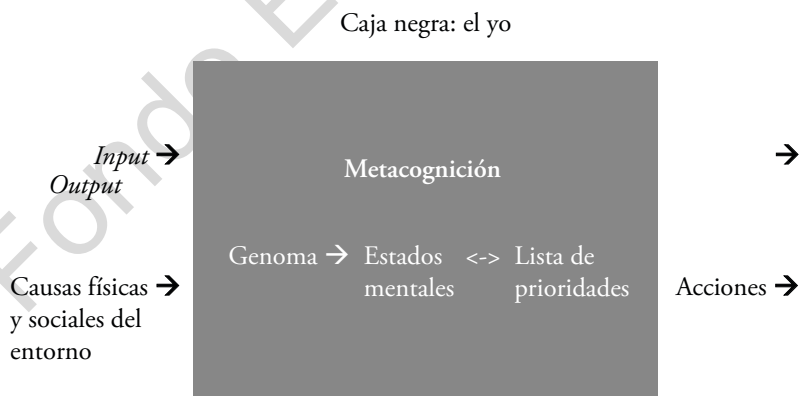 Caja negra: el yo
Input →
Output
→
Metacognición
Genoma → Estados <-> Lista de
mentales prioridades
Causas físicas →
y sociales del
entorno
Acciones →
Fondo E